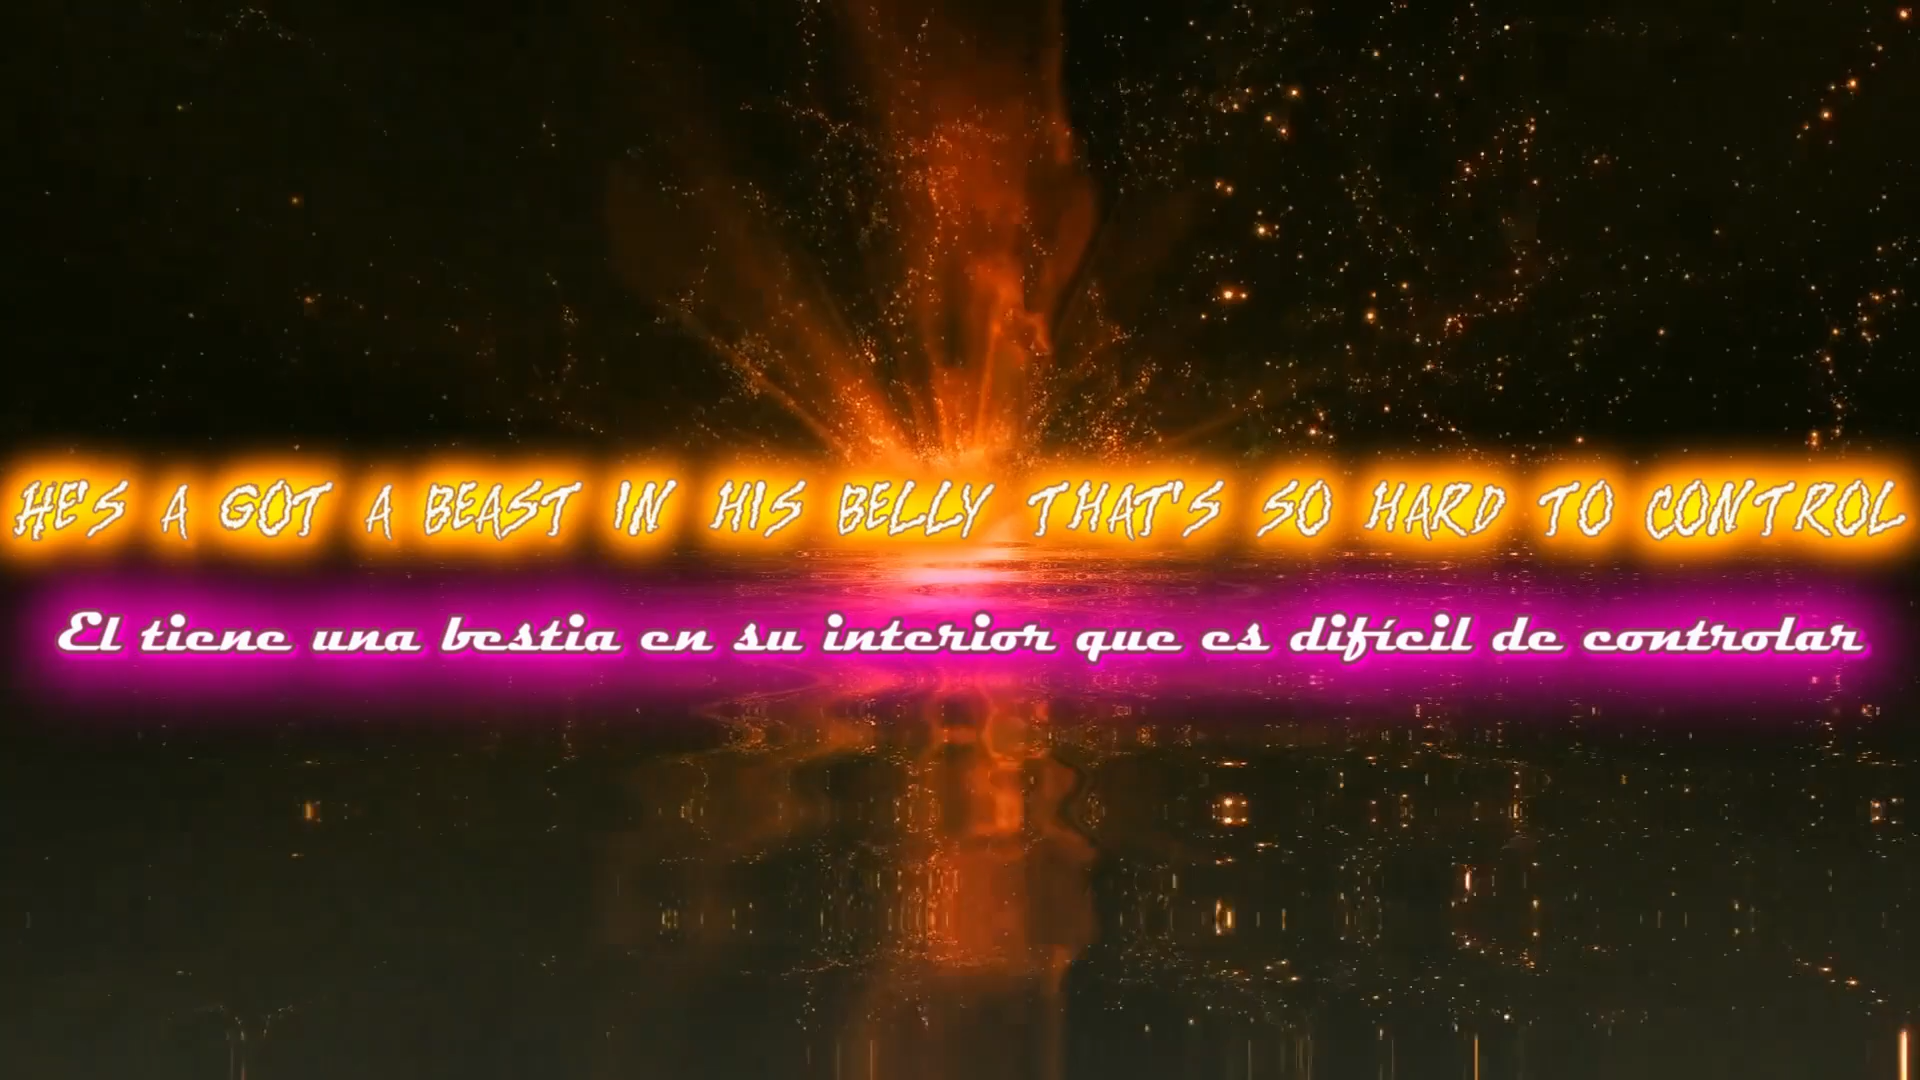 HE'S A GOT A BEAST IN HIS BELLY THAT'S SO HARD TO CONTROL
El tiene una bestia en su interior que es difícil de controlar